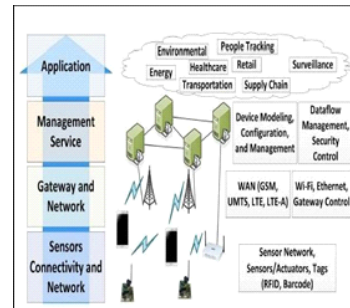 Application
Environmental
People Tracking
Energy
Healthcare
Retail
Surveillance
Transportation
Supply Chain
Management
Service
Device Modeling,
Configuration,
and Management
Dataflow
Management,
Security
Control
Gateway and
Network
WAN (GSM,
UMTS, LTE, LTE-A)
Wi-Fi, Ethernet,
Gateway Control
Sensors
Connectivity and
Network
Sensor Network,
Sensors/Actuators, Tags
(RFID, Barcode)